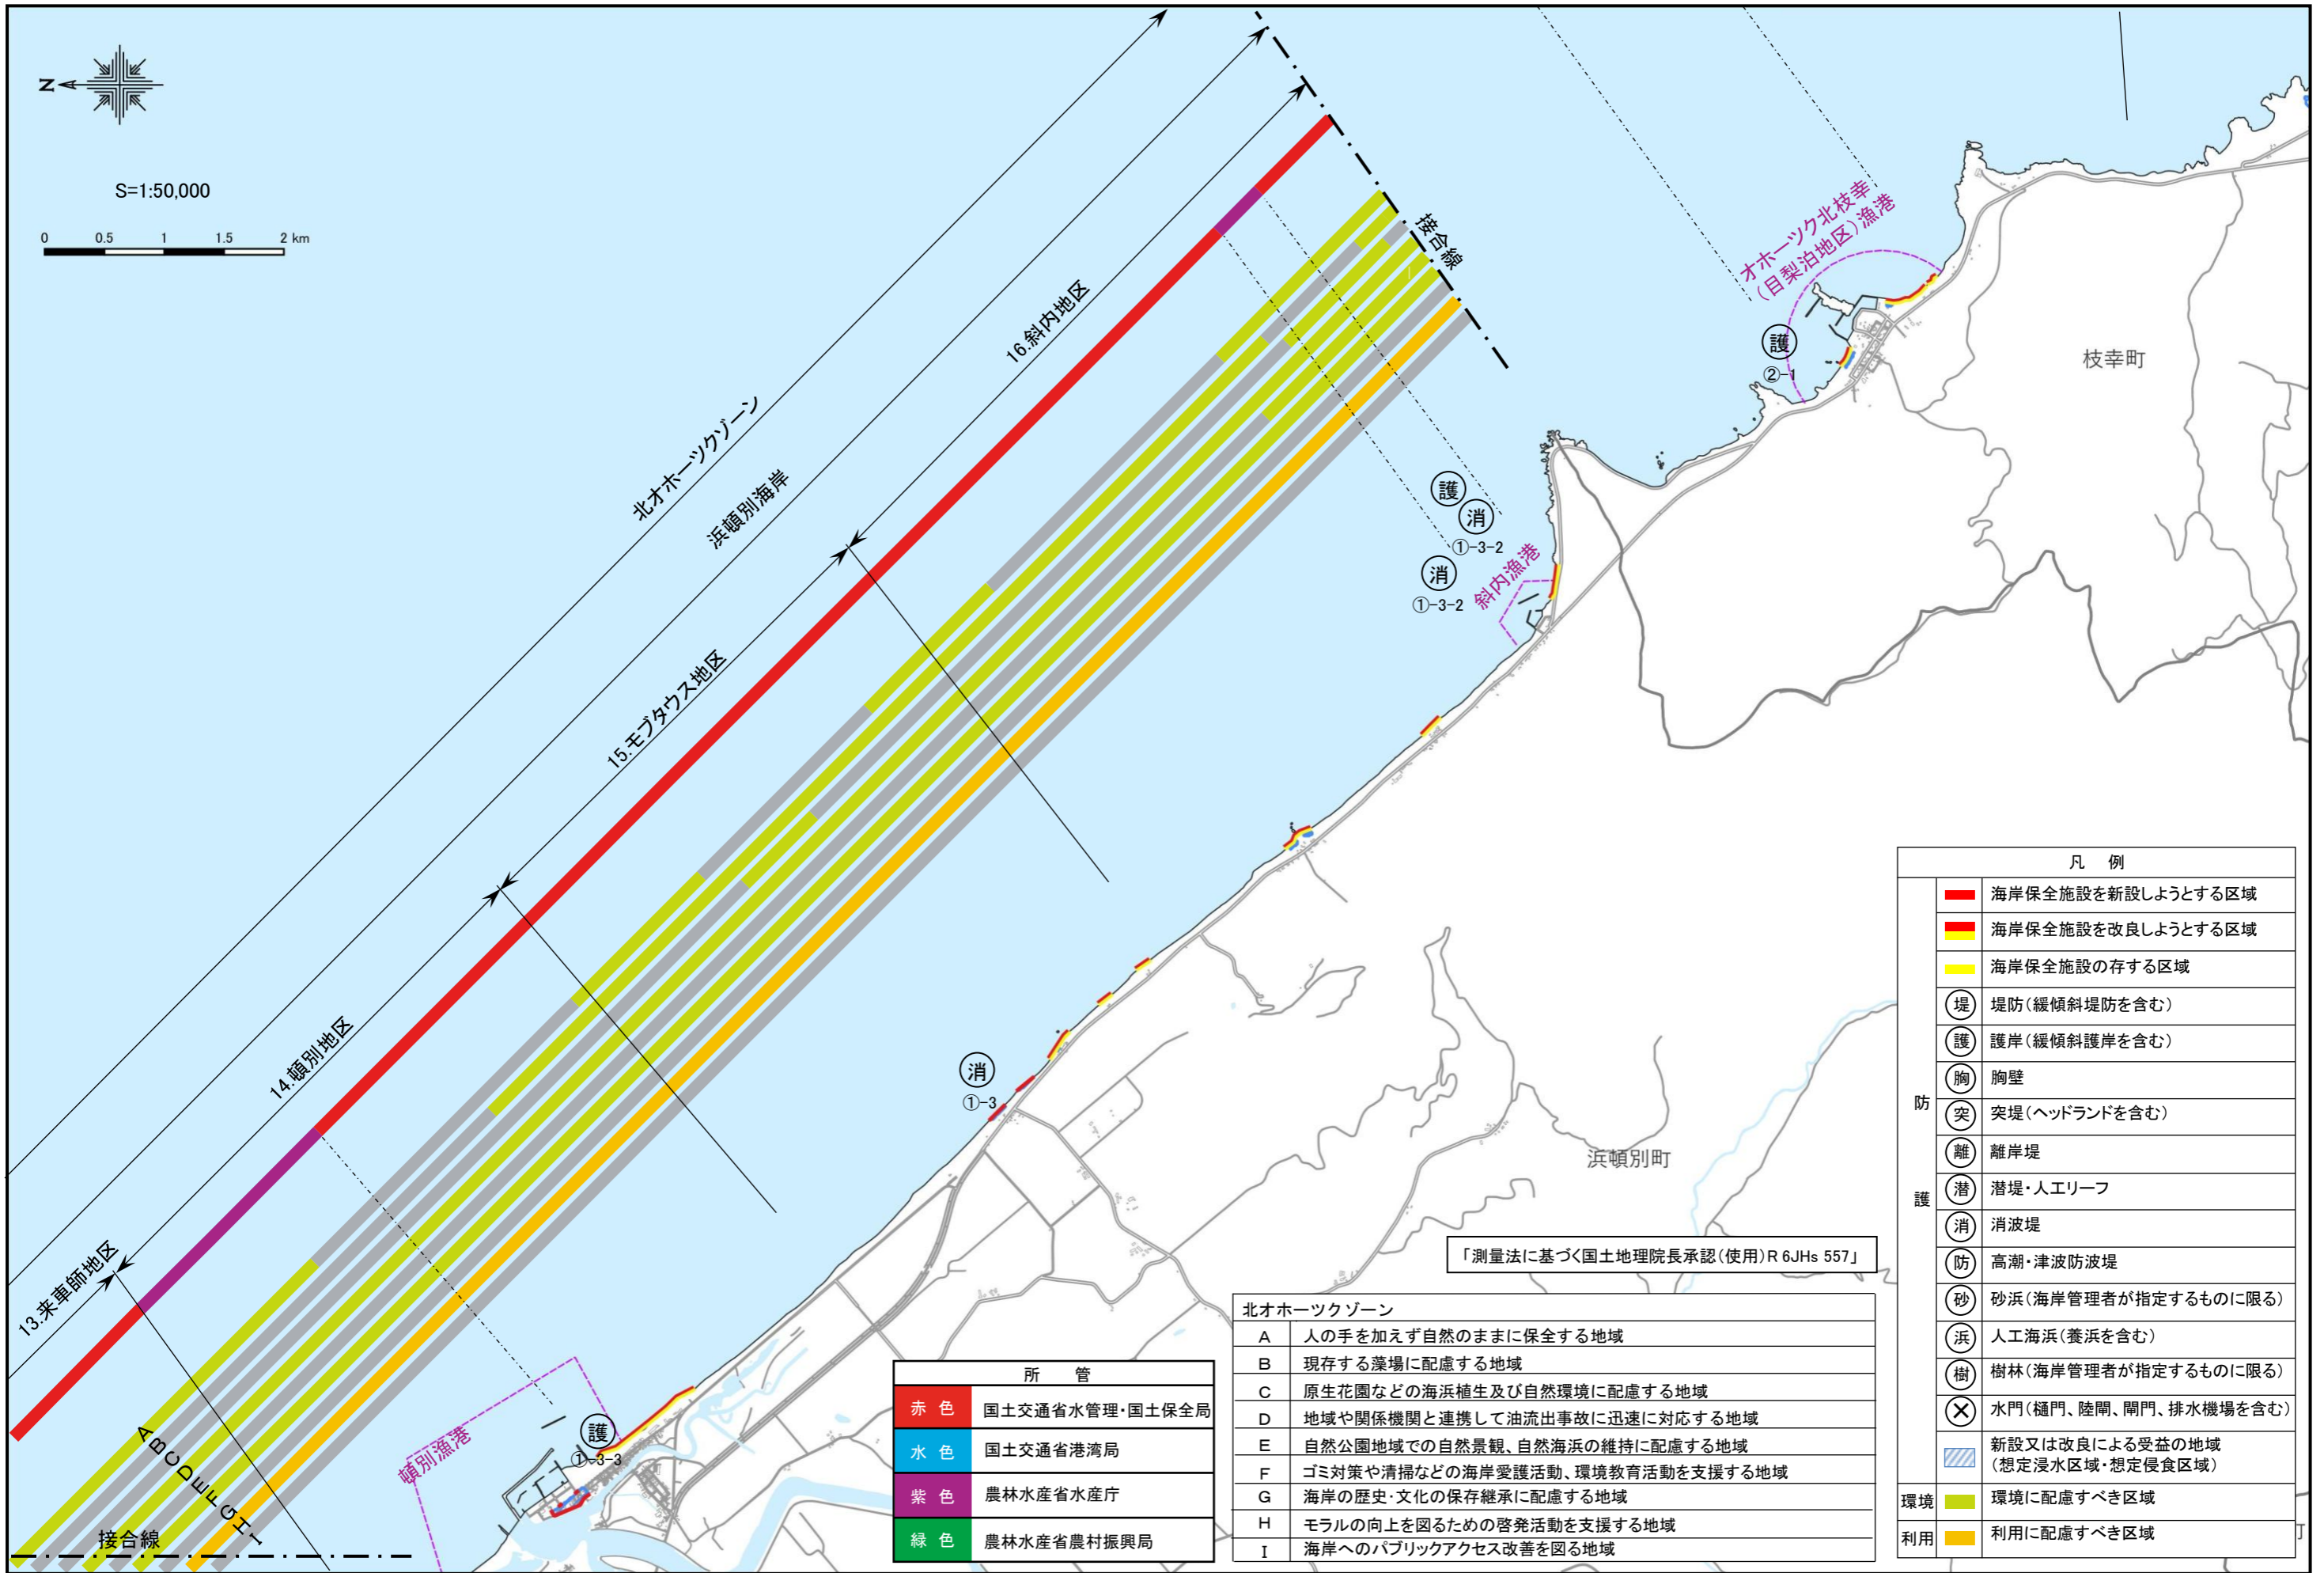 N
S=1:50,000
0 0.5 1 1.5 2 km
北オホーツクゾーン
浜頓別海岸
16.斜内地区
15.モブタウス地区
14.頓別地区
13.来車師地区
接合線
オホーツク北枝幸
(目梨泊地区)漁港
護
②-1
枝幸町
護
消
①-3-2
消
①-3-2
斜内漁港
消
①-3
浜頓別町
頓別漁港
護
①-3-3
A B C D E F G H I
接合線
「測量法に基づく国土地理院長承認(使用)R 6JHs 557」
所 管
赤 色 国土交通省水管理・国土保全局
水 色 国土交通省港湾局
紫 色 農林水産省水産庁
緑 色 農林水産省農村振興局
北オホーツクゾーン
A 人の手を加えず自然のままに保全する地域
B 現存する藻場に配慮する地域
C 原生花園などの海浜植生及び自然環境に配慮する地域
D 地域や関係機関と連携して油流出事故に迅速に対応する地域
E 自然公園地域での自然景観、自然海浜の維持に配慮する地域
F ゴミ対策や清掃などの海岸愛護活動、環境教育活動を支援する地域
G 海岸の歴史・文化の保存継承に配慮する地域
H モラルの向上を図るための啓発活動を支援する地域
I 海岸へのパブリックアクセス改善を図る地域
凡 例
防護
海岸保全施設を新設しようとする区域
海岸保全施設を改良しようとする区域
海岸保全施設の存する区域
堤 堤防(緩傾斜堤防を含む)
護 護岸(緩傾斜護岸を含む)
胸 胸壁
突 突堤(ヘッドランドを含む)
離 離岸堤
潜 潜堤・人工リーフ
消 消波堤
防 高潮・津波防波堤
砂 砂浜(海岸管理者が指定するものに限る)
浜 人工海浜(養浜を含む)
樹 樹林(海岸管理者が指定するものに限る)
水門(樋門、陸閘、閘門、排水機場を含む)
新設又は改良による受益の地域
(想定浸水区域・想定侵食区域)
環境 環境に配慮すべき区域
利用 利用に配慮すべき区域